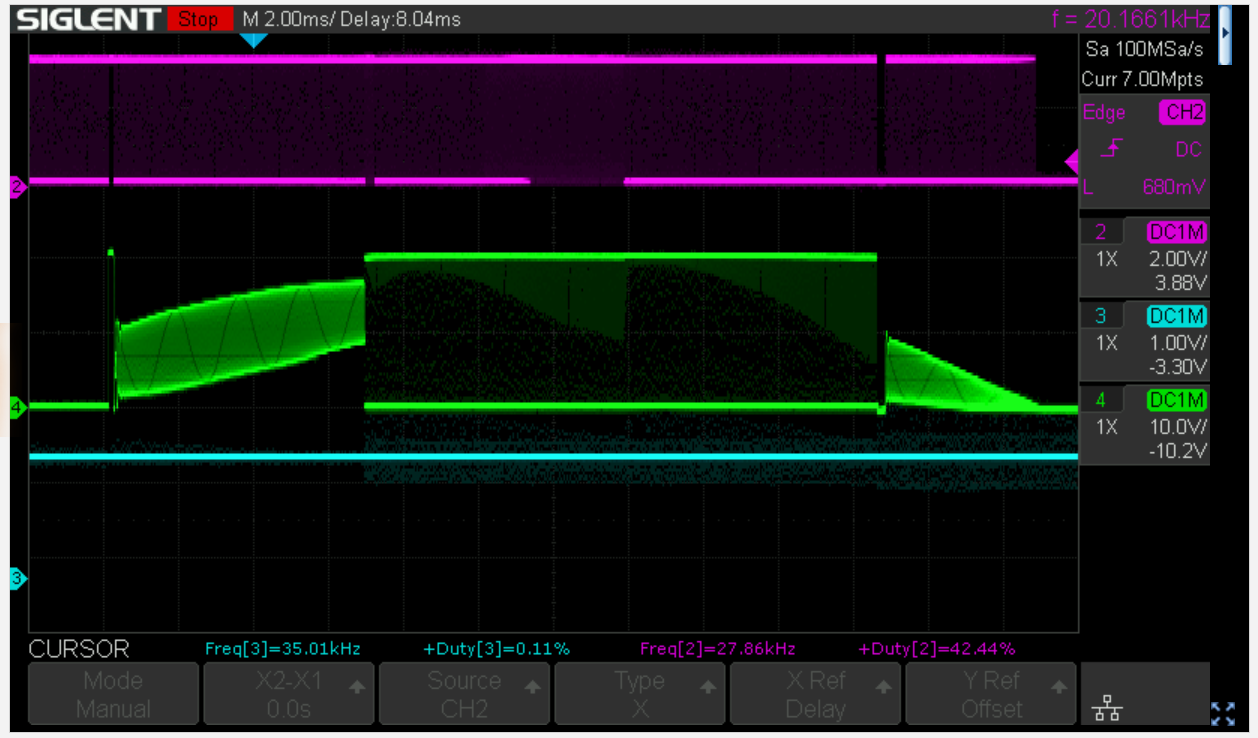 SIGLENT Stop M 2.00ms/ Delay:8.04ms f = 20.1661kHz
Sa 100MSa/s
Curr 7.00Mpts
Edge CH2
DC
L 680mV
2 DC1M
1X 2.00V/
3.88V
3 DC1M
1X 1.00V/
-3.30V
4 DC1M
1X 10.0V/
-10.2V
2
4
3
CURSOR Freq[3]=35.01kHz +Duty[3]=0.11% Freq[2]=27.86kHz +Duty[2]=42.44%
Mode X2-X1 Source Type X Ref Y Ref
Manual 0.0s CH2 X Delay Offset